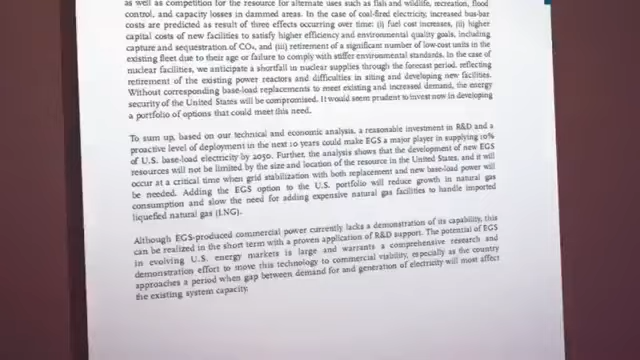 as well as competition for the resource for alternate uses such as fish and wildlife, recreation, flood
control, and capacity losses in dammed areas. In the case of coal-fired electricity, increased bus-bar
costs are predicted as result of three effects occurring over time: (i) fuel cost increases, (ii) higher
capital costs of new facilities to satisfy higher efficiency and environmental quality goals, including
capture and sequestration of CO₂, and (iii) retirement of a significant number of low-cost units in the
existing fleet due to their age or failure to comply with stiffer environmental standards. In the case of
nuclear facilities, we anticipate a shortfall in nuclear supplies through the forecast period, reflecting
retirement of the existing power reactors and difficulties in siting and developing new facilities.
Without corresponding base-load replacements to meet existing and increased demand, the energy
security of the United States will be compromised. It would seem prudent to invest now in developing
a portfolio of options that could meet this need.
To sum up, based on our technical and economic analysis, a reasonable investment in R&D and a
proactive level of deployment in the next 10 years could make EGS a major player in supplying 10%
of U.S. base-load electricity by 2050. Further, the analysis shows that the development of new EGS
resources will not be limited by the size and location of the resource in the United States, and it will
occur at a critical time when grid stabilization with both replacement and new base-load power will
be needed. Adding the EGS option to the U.S. portfolio will reduce growth in natural gas
consumption and slow the need for adding expensive natural gas facilities to handle imported
liquefied natural gas (LNG).
Although EGS-produced commercial power currently lacks a demonstration of its capability, this
can be realized in the short term with a proven application of R&D support. The potential of EGS
in evolving U.S. energy markets is large and warrants a comprehensive research and
demonstration effort to move this technology to commercial viability, especially as the country
approaches a period when gap between demand for and generation of electricity will most affect
the existing system capacity.